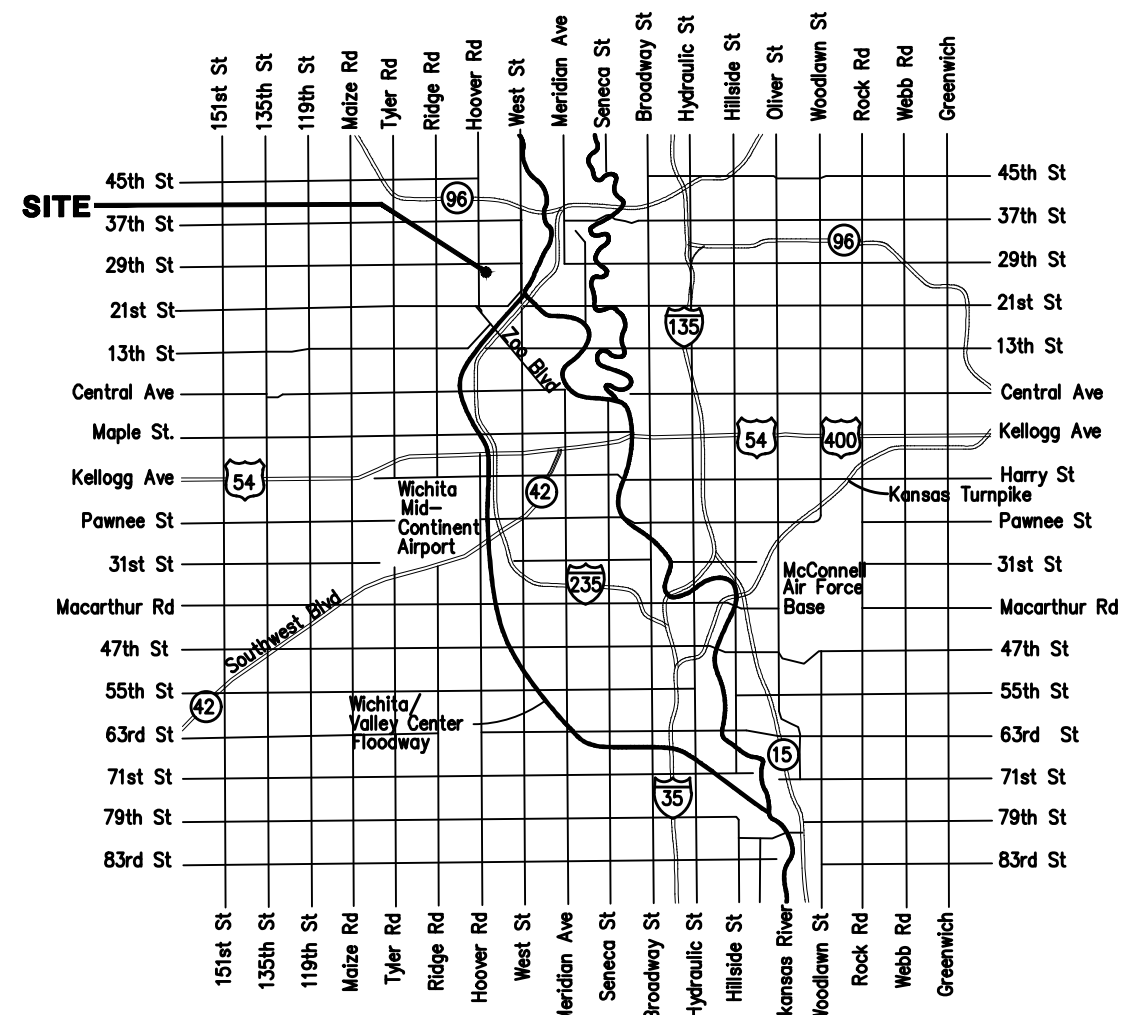 151st St
135th St
119th St
Maize Rd
Tyler Rd
Ridge Rd
Hoover Rd
West St
Meridian Ave
Seneca St
Broadway St
Hydraulic St
Hillside St
Oliver St
Woodlawn St
Rock Rd
Webb Rd
Greenwich
45th St
45th St
SITE
96
37th St
37th St
96
29th St
29th St
21st St
21st St
135
Zoo Blvd
13th St
13th St
Central Ave
Central Ave
Maple St.
54
400
Kellogg Ave
Kellogg Ave
54
Harry St
42
Wichita
Mid-
Continent
Airport
Kansas Turnpike
Pawnee St
Pawnee St
31st St
31st St
235
McConnell
Air Force
Base
Macarthur Rd
Macarthur Rd
Southwest Blvd
47th St
47th St
55th St
55th St
42
Wichita/
Valley Center
Floodway
63rd St
63rd St
15
71st St
71st St
35
79th St
79th St
83rd St
83rd St
151st St
135th St
119th St
Maize Rd
Tyler Rd
Ridge Rd
Hoover Rd
West St
eridian Ave
Seneca St
Broadway St
Hydraulic St
Hillside St
kansas River
Woodlawn St
Rock Rd
Webb Rd
Greenwich